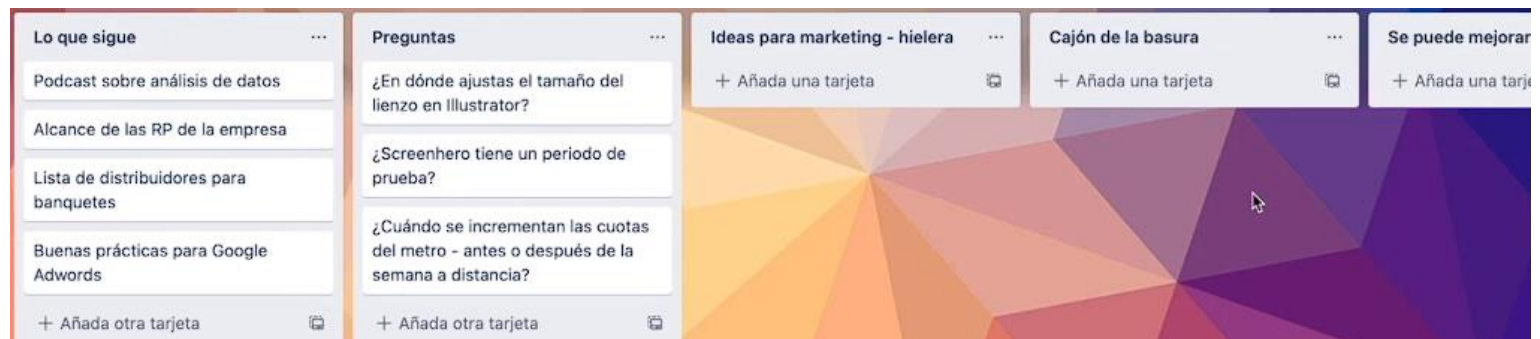 Lo que sigue
Podcast sobre análisis de datos
Alcance de las RP de la empresa
Lista de distribuidores para
banquetes
Buenas prácticas para Google
Adwords
+ Añada otra tarjeta
Preguntas
¿En dónde ajustas el tamaño del
lienzo en Illustrator?
¿Screenhero tiene un periodo de
prueba?
¿Cuándo se incrementan las cuotas
del metro - antes o después de la
semana a distancia?
+ Añada otra tarjeta
Ideas para marketing - hielera
+ Añada una tarjeta
Cajón de la basura
+ Añada una tarjeta
Se puede mejorar
+ Añada una